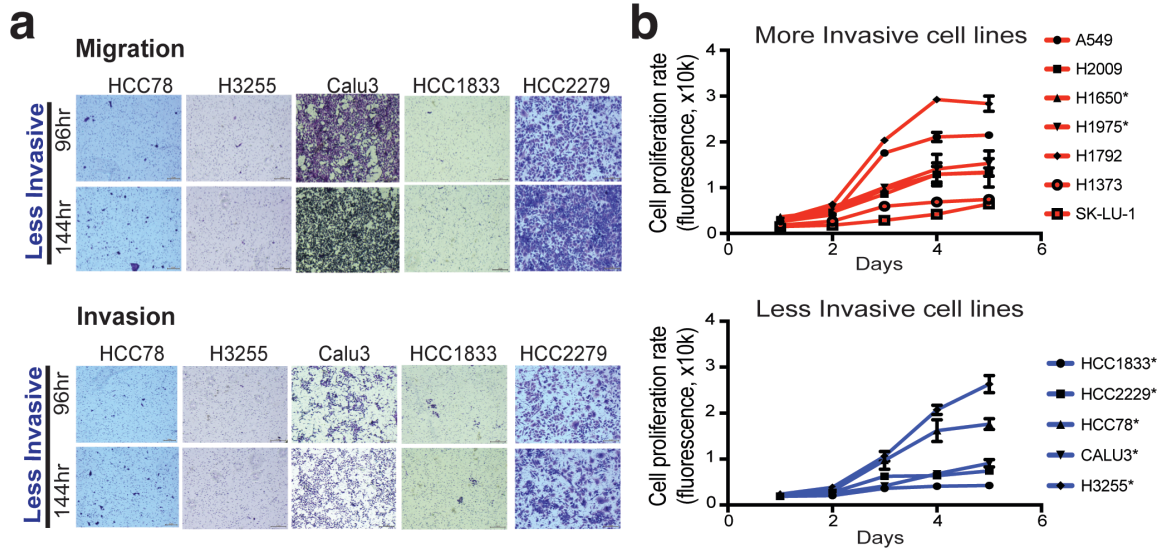 a
Migration
HCC78 H3255 Calu3 HCC1833 HCC2279
Less Invasive
96hr
144hr
Invasion
HCC78 H3255 Calu3 HCC1833 HCC2279
Less Invasive
96hr
144hr
b
More Invasive cell lines
Cell proliferation rate
(fluorescence, x10k)
4
3
2
1
0
0 2 4 6
Days
A549
H2009
H1650*
H1975*
H1792
H1373
SK-LU-1
Less Invasive cell lines
Cell proliferation rate
(fluorescence, x10k)
4
3
2
1
0
0 2 4 6
Days
HCC1833*
HCC2229*
HCC78*
CALU3*
H3255*